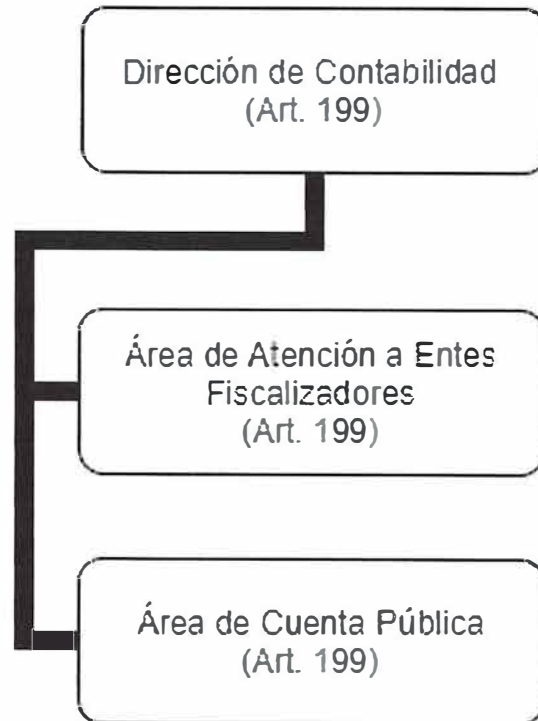 Dirección de Contabilidad
(Art. 199)
Área de Atención a Entes
Fiscalizadores
(Art. 199)
Área de Cuenta Pública
(Art. 199)